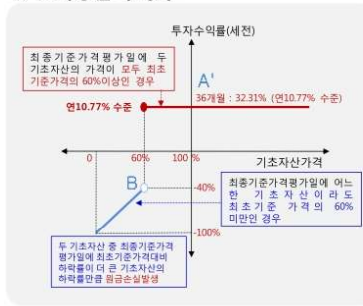 투자수익률(세전)
최종기준가격평가일에 두
기초자산의 가격이 모두 최초
기준가격의 60%이상인 경우
A'
36개월 : 32.31% (연10.77% 수준)
연10.77% 수준
0 60% 100 %
기초자산가격
B
-40%
최종기준가격평가일에 어느
한 기초자산이라도
최초기준 가격의 60%
미만인 경우
-100%
두 기초자산 중 최종기준가격
평가일에 최초기준가격대비
하락률이 더 큰 기초자산의
하락률만큼 원금손실발생